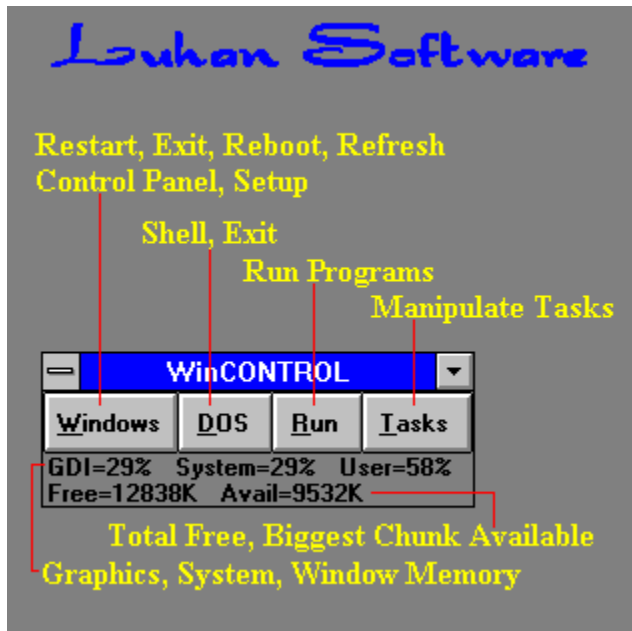 Luhan Software
Restart, Exit, Reboot, Refresh
Control Panel, Setup
Shell, Exit
Run Programs
Manipulate Tasks
WinCONTROL
Windows DOS Run Tasks
GDI=29% System=29% User=58%
Free=12838K Avail=9532K
Total Free, Biggest Chunk Available
Graphics, System, Window Memory